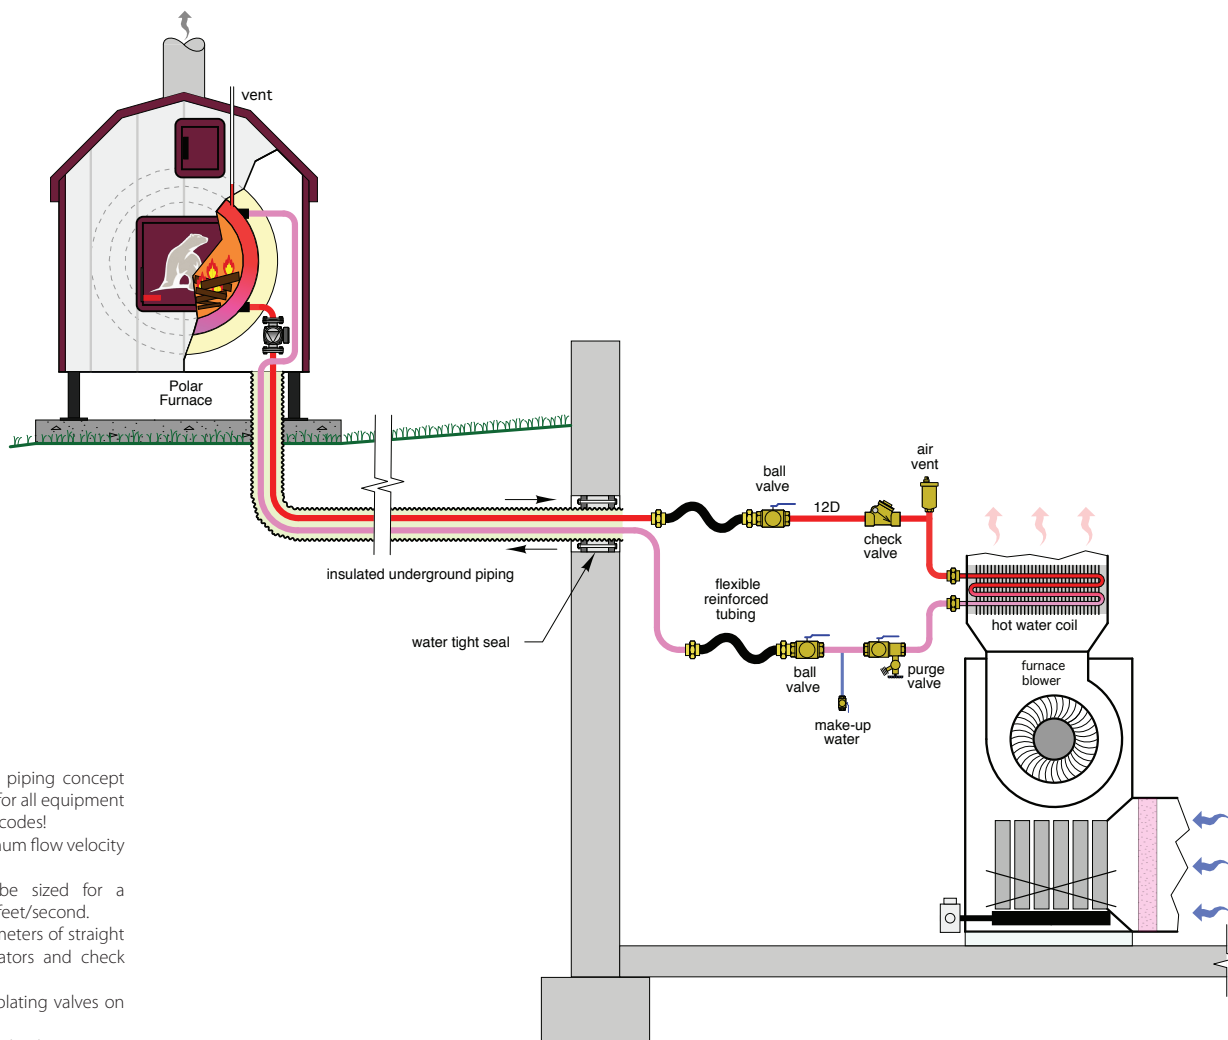 vent
Polar
Furnace
air
vent
ball
valve
12D
check
valve
insulated underground piping
flexible
reinforced
tubing
water tight seal
hot water coil
ball
valve
purge
valve
furnace
blower
make-up
water
piping concept
for all equipment
codes!
num flow velocity
be sized for a
feet/second.
meters of straight
ators and check
olating valves on